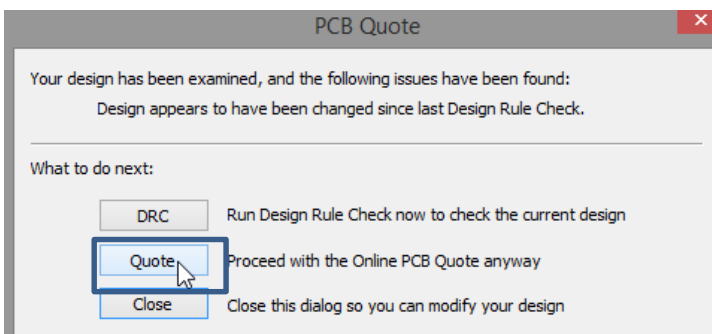 PCB Quote
Your design has been examined, and the following issues have been found:
Design appears to have been changed since last Design Rule Check.
What to do next:
DRC Run Design Rule Check now to check the current design
Quote Proceed with the Online PCB Quote anyway
Close Close this dialog so you can modify your design